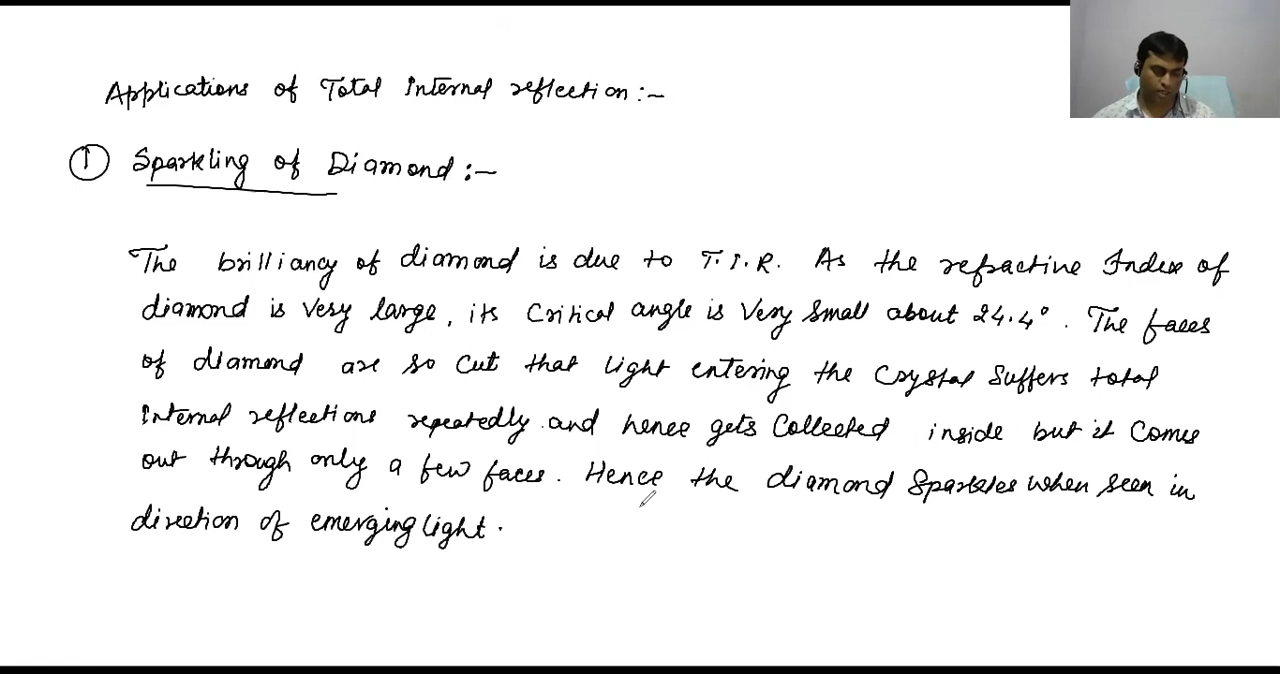 Applications of Total Internal reflection :~
① Sparkling of Diamond :~
The brilliancy of diamond is due to T.I.R. As the refractive Index of
diamond is very large, its Critical angle is Very Small about 24.4°. The faces
of diamond are so cut that light entering the Crystal Suffers total
internal reflections repeatedly and hence gets Collected inside but it Comes
out through only a few faces. Hence the diamond Sparkles when seen in
direction of emerging light.